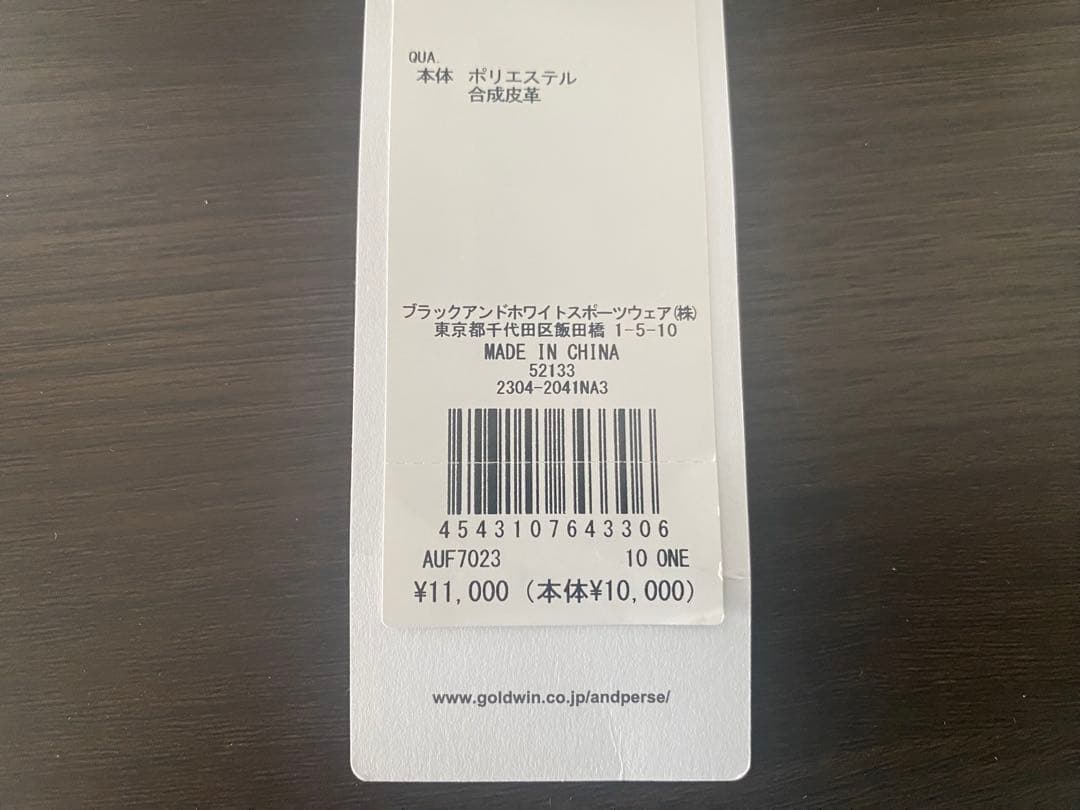 QUA.
本体 ポリエステル
合成皮革
ブラックアンドホワイトスポーツウェア(株)
東京都千代田区飯田橋 1-5-10
MADE IN CHINA
52133
2304-2041NA3
4543107643306
AUF7023 10 ONE
¥11,000 (本体¥10,000)
www.goldwin.co.jp/andperse/